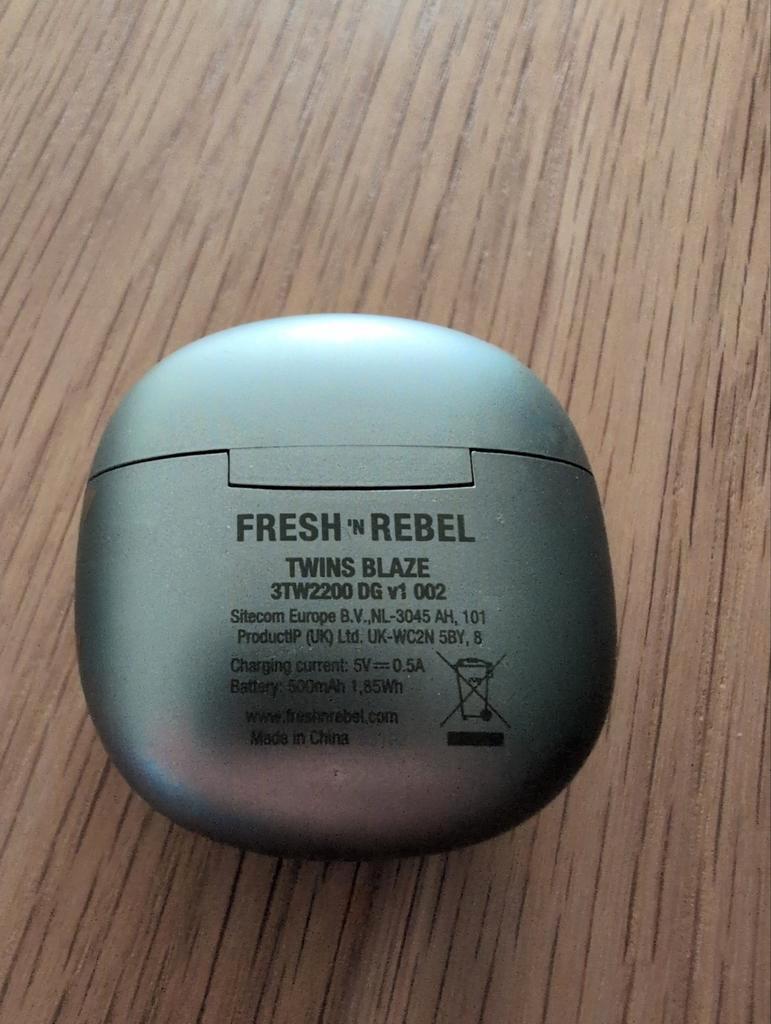 FRESH 'N REBEL
TWINS BLAZE
3TW2200 DG v1 002
Sitecom Europe B.V.,NL-3045 AH, 101
ProductIP (UK) Ltd. UK-WC2N 5BY, 8
Charging current: 5V⎓0.5A
Battery: 500mAh 1,85Wh
www.freshnrebel.com
Made in China